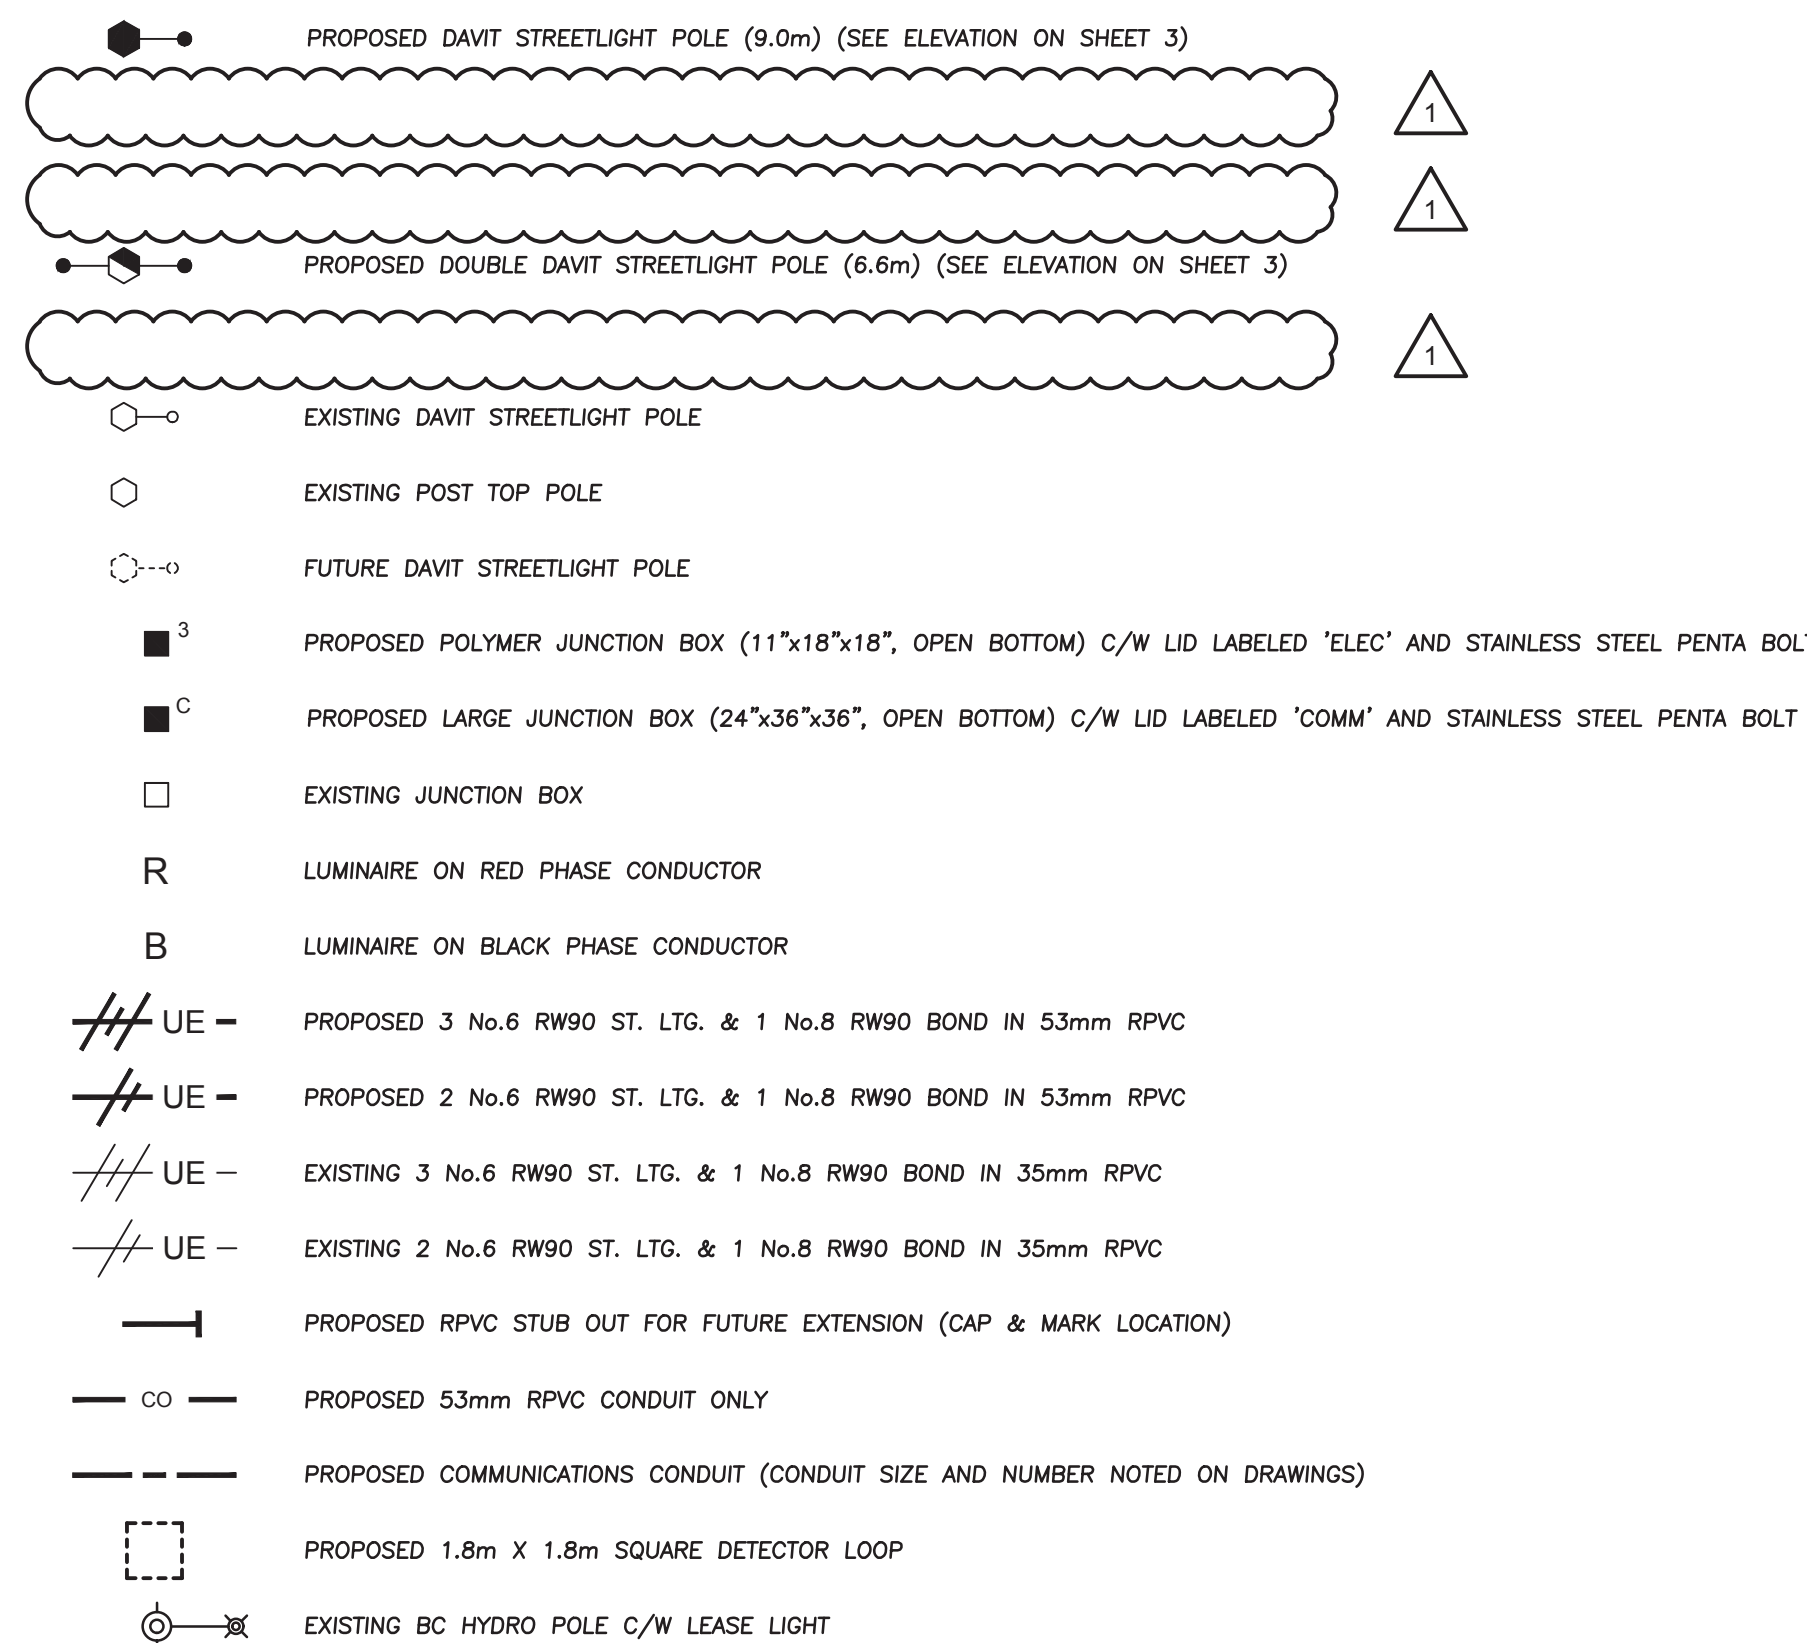 PROPOSED DAVIT STREETLIGHT POLE (9.0m) (SEE ELEVATION ON SHEET 3)
1
1
PROPOSED DOUBLE DAVIT STREETLIGHT POLE (6.6m) (SEE ELEVATION ON SHEET 3)
1
EXISTING DAVIT STREETLIGHT POLE
EXISTING POST TOP POLE
FUTURE DAVIT STREETLIGHT POLE
3 PROPOSED POLYMER JUNCTION BOX (11"x18"x18", OPEN BOTTOM) C/W LID LABELED 'ELEC' AND STAINLESS STEEL PENTA BOLT
C PROPOSED LARGE JUNCTION BOX (24"x36"x36", OPEN BOTTOM) C/W LID LABELED 'COMM' AND STAINLESS STEEL PENTA BOLT
EXISTING JUNCTION BOX
R LUMINAIRE ON RED PHASE CONDUCTOR
B LUMINAIRE ON BLACK PHASE CONDUCTOR
UE PROPOSED 3 No.6 RW90 ST. LTG. & 1 No.8 RW90 BOND IN 53mm RPVC
UE PROPOSED 2 No.6 RW90 ST. LTG. & 1 No.8 RW90 BOND IN 53mm RPVC
UE EXISTING 3 No.6 RW90 ST. LTG. & 1 No.8 RW90 BOND IN 35mm RPVC
UE EXISTING 2 No.6 RW90 ST. LTG. & 1 No.8 RW90 BOND IN 35mm RPVC
PROPOSED RPVC STUB OUT FOR FUTURE EXTENSION (CAP & MARK LOCATION)
CO PROPOSED 53mm RPVC CONDUIT ONLY
PROPOSED COMMUNICATIONS CONDUIT (CONDUIT SIZE AND NUMBER NOTED ON DRAWINGS)
PROPOSED 1.8m X 1.8m SQUARE DETECTOR LOOP
EXISTING BC HYDRO POLE C/W LEASE LIGHT